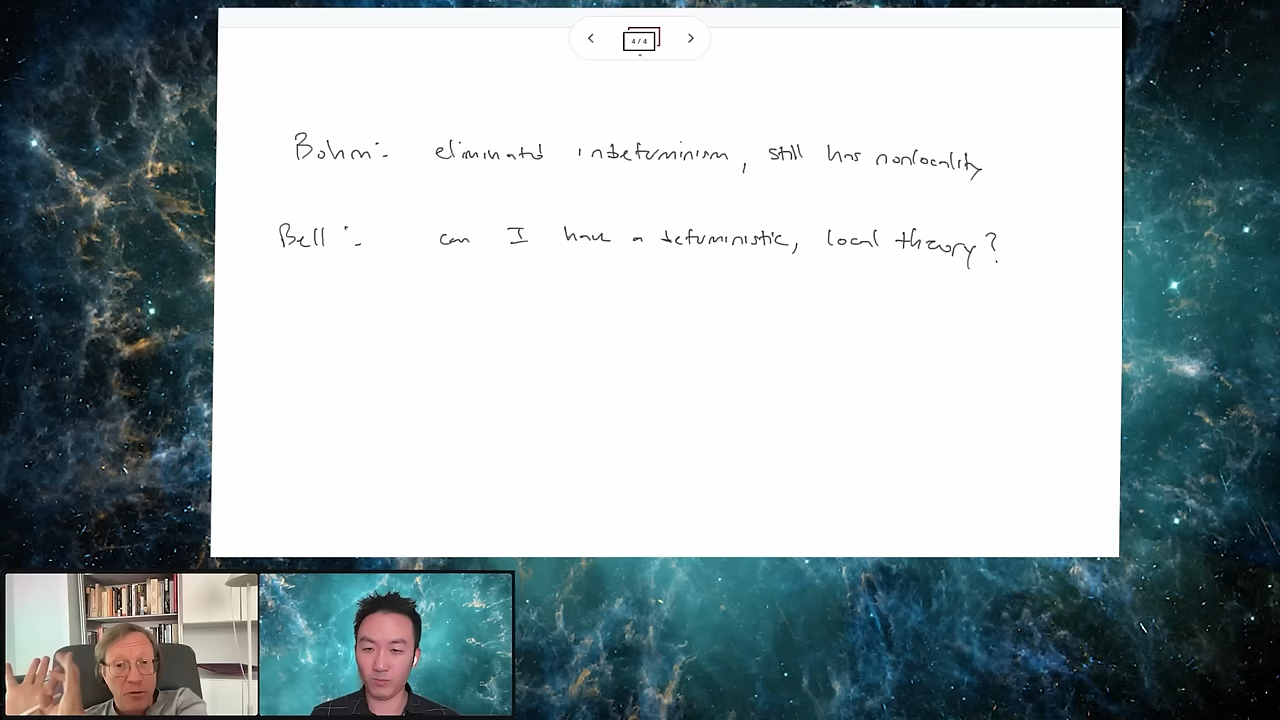 4/4
Bohm: eliminated indeterminism, still has nonlocality
Bell: can I have a deterministic, local theory?